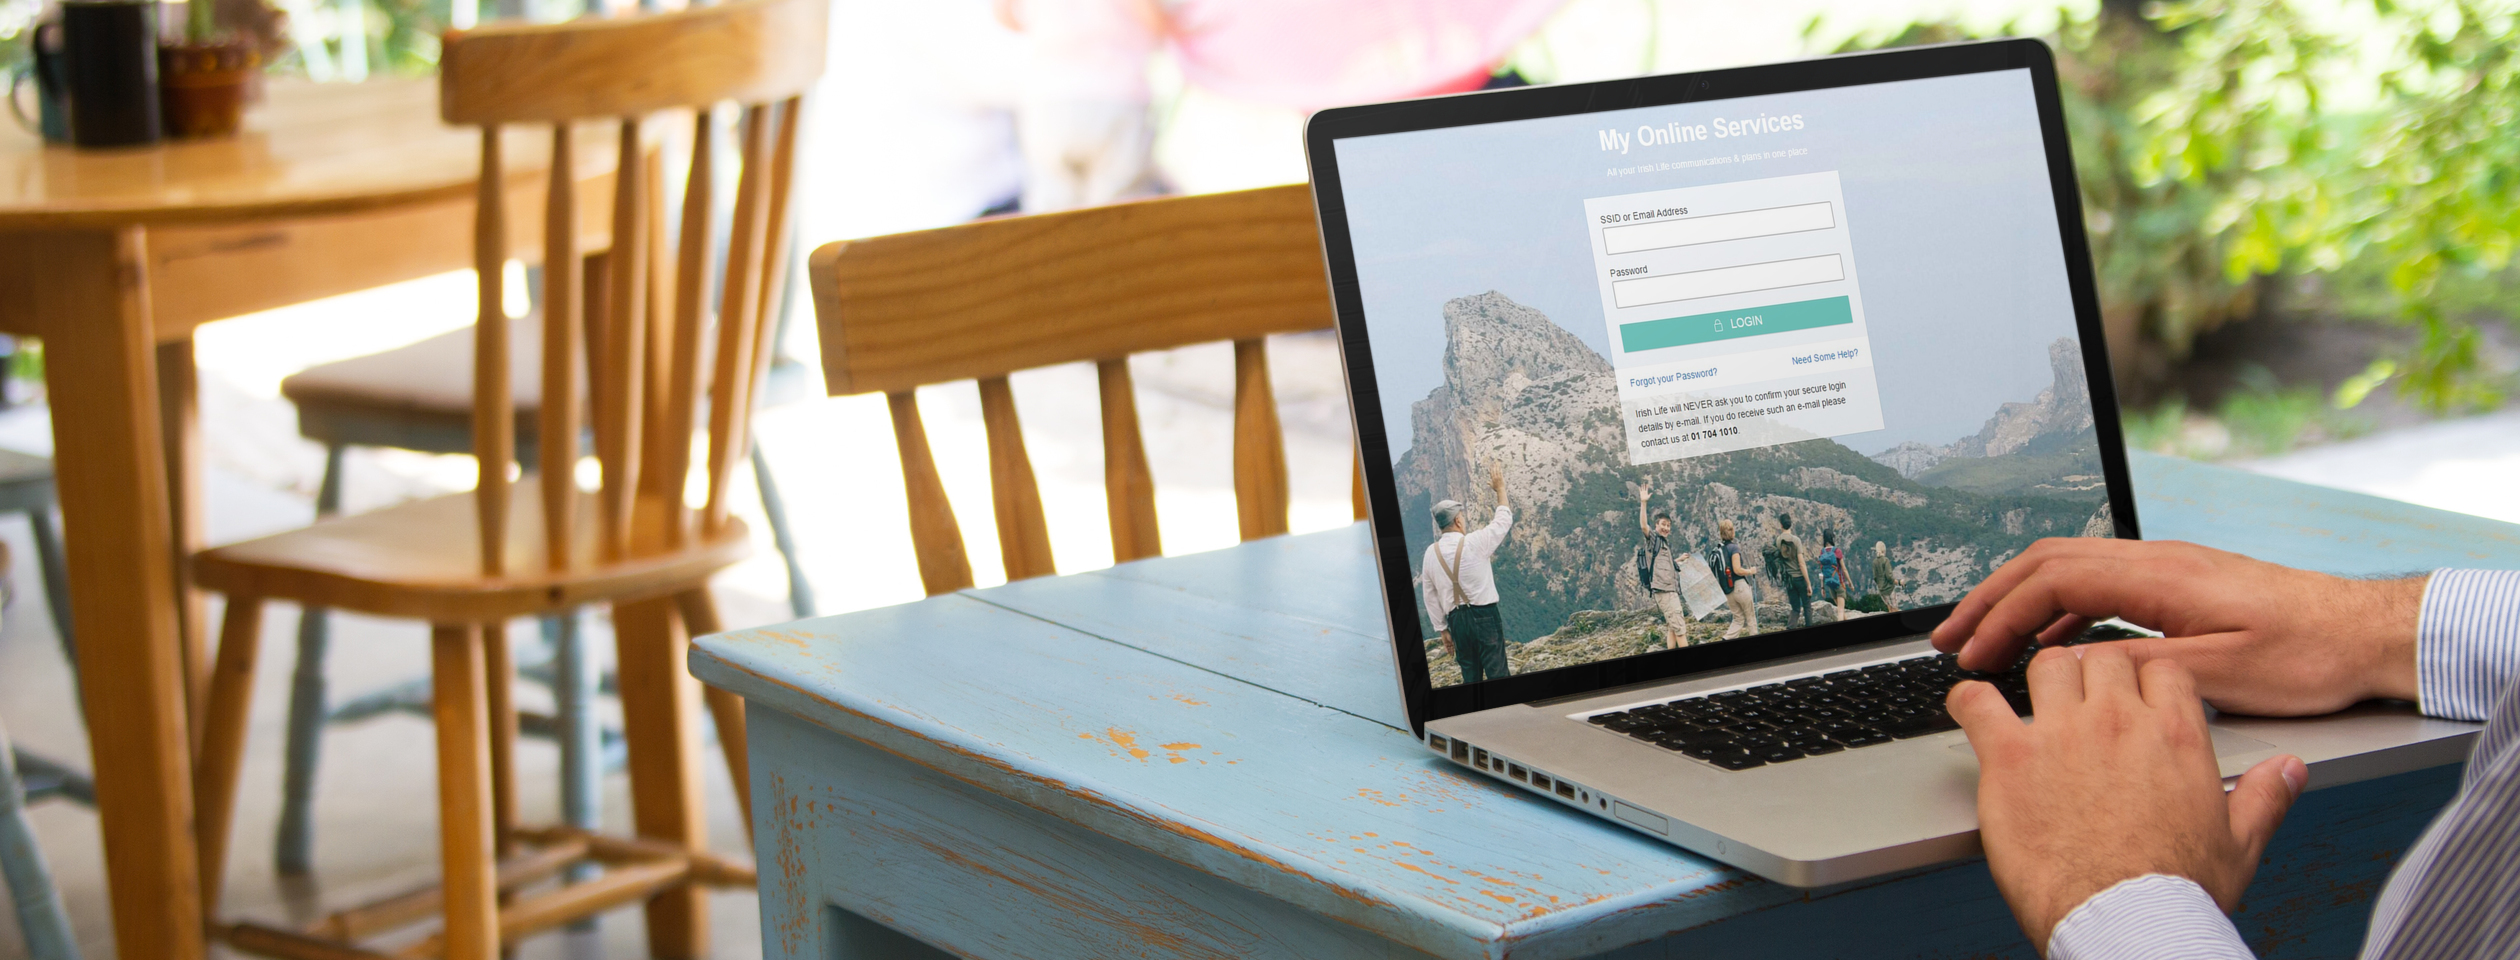 My Online Services
All your Irish Life communications & plans in one place
SSID or Email Address
Password
LOGIN
Forgot your Password?
Need Some Help?
Irish Life will NEVER ask you to confirm your secure login
details by e-mail. If you do receive such an e-mail please
contact us at 01 704 1010.